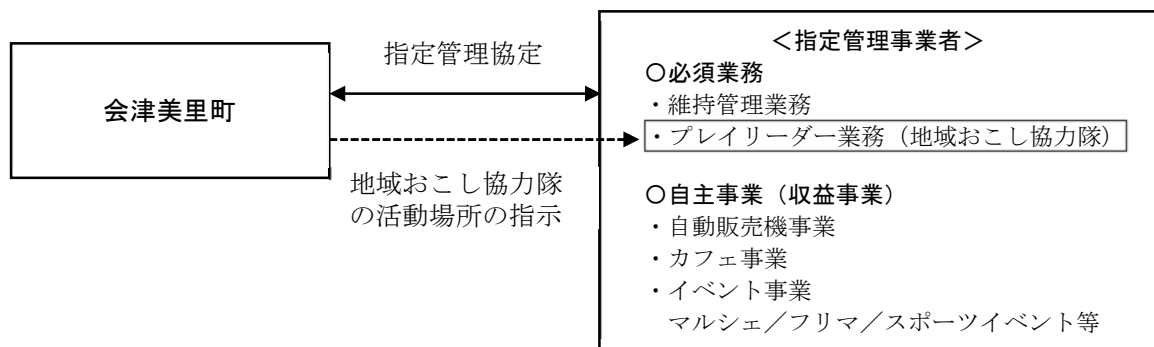 会津美里町
指定管理協定
地域おこし協力隊
の活動場所の指示
＜指定管理事業者＞
〇必須業務
・維持管理業務
・プレイリーダー業務（地域おこし協力隊）
〇自主事業（収益事業）
・自動販売機事業
・カフェ事業
・イベント事業
マルシェ／フリマ／スポーツイベント等